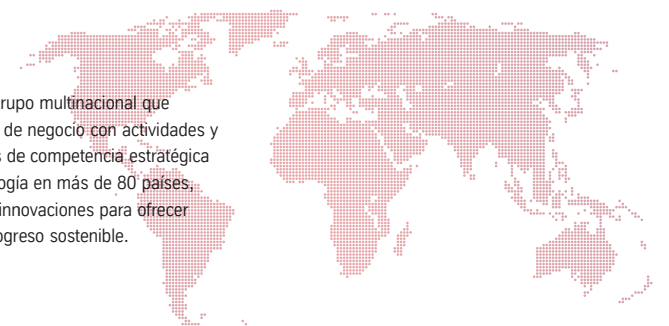 rupo multinacional que
de negocio con actividades y
de competencia estratégica
ogía en más de 80 países,
innovaciones para ofrecer
ogreso sostenible.